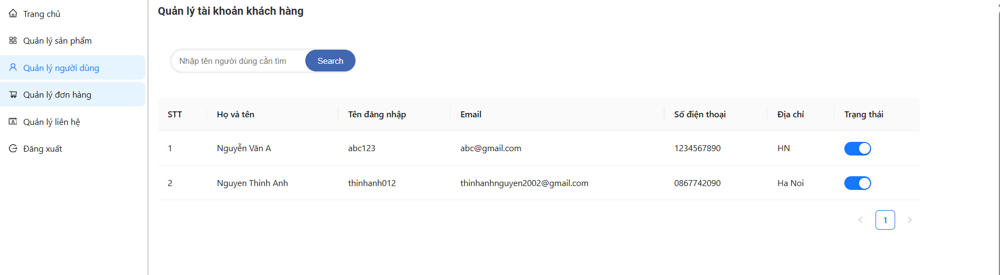 Trang chủ
Quản lý sản phẩm
Quản lý người dùng
Quản lý đơn hàng
Quản lý liên hệ
Đăng xuất
Quản lý tài khoản khách hàng
Nhập tên người dùng cần tìm Search
STT Họ và tên Tên đăng nhập Email Số điện thoại Địa chỉ Trạng thái
1 Nguyễn Văn A abc123 abc@gmail.com 1234567890 HN
2 Nguyen Thinh Anh thinhanh012 thinhanhnguyen2002@gmail.com 0867742090 Ha Noi
< 1 >